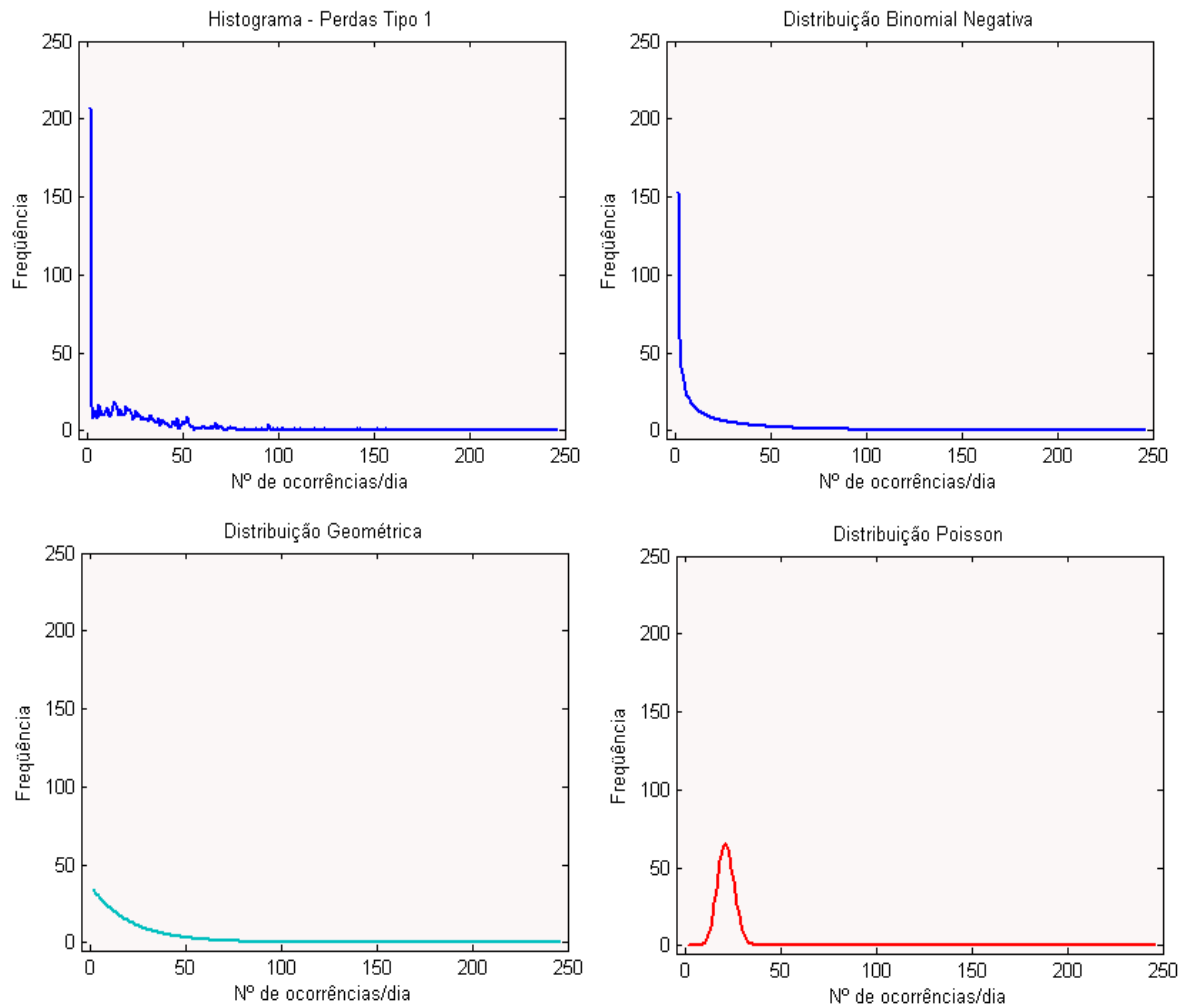 Histograma - Perdas Tipo 1
250
200
150
100
50
0
Freqüência
0 50 100 150 200 250
Nº de ocorrências/dia
Distribuição Binomial Negativa
250
200
150
100
50
0
Freqüência
0 50 100 150 200 250
Nº de ocorrências/dia
Distribuição Geométrica
250
200
150
100
50
0
Freqüência
0 50 100 150 200 250
Nº de ocorrências/dia
Distribuição Poisson
250
200
150
100
50
0
Freqüência
0 50 100 150 200 250
Nº de ocorrências/dia